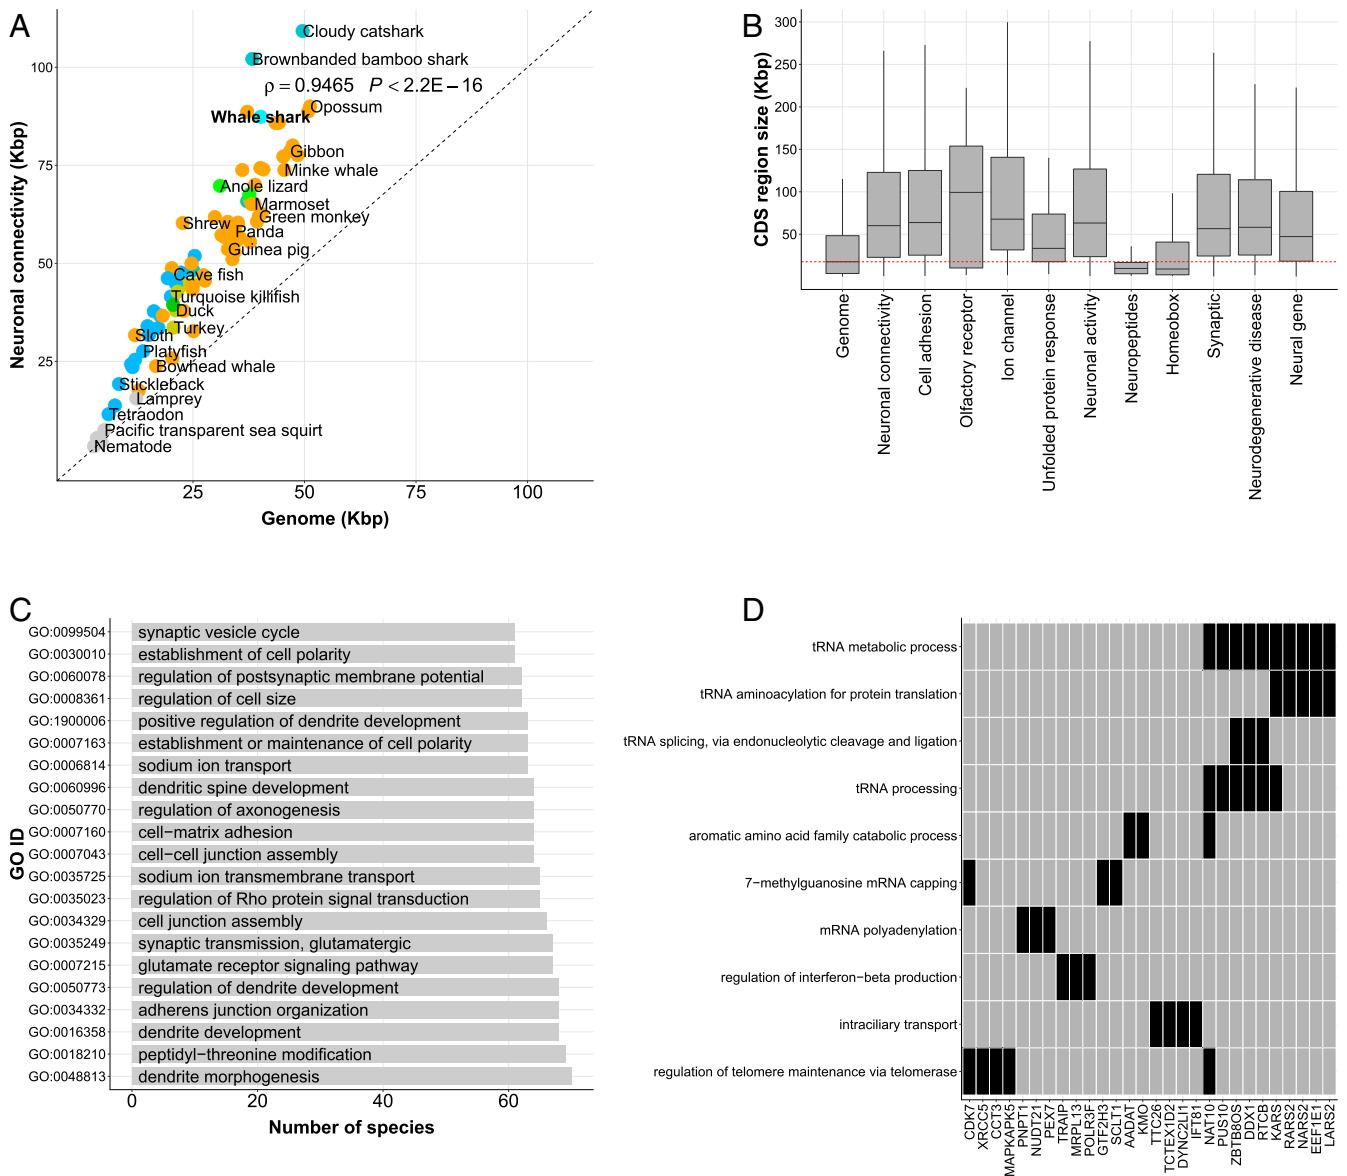 A
Cloudy catshark
Brownbanded bamboo shark
ρ = 0.9465 P < 2.2E−16
Opossum
Whale shark
Gibbon
Minke whale
Anole lizard
Marmoset
Green monkey
Shrew
Panda
Guinea pig
Cave fish
Turquoise killifish
Duck
Turkey
Sloth
Platyfish
Bowhead whale
Stickleback
Lamprey
Tetraodon
Pacific transparent sea squirt
Nematode
100
75
50
25
Neuronal connectivity (Kbp)
25 50 75 100
Genome (Kbp)
B
300
250
200
150
100
50
CDS region size (Kbp)
Genome
Neuronal connectivity
Cell adhesion
Olfactory receptor
Ion channel
Unfolded protein response
Neuronal activity
Neuropeptides
Homeobox
Synaptic
Neurodegenerative disease
Neural gene
C
GO ID
GO:0099504 synaptic vesicle cycle
GO:0030010 establishment of cell polarity
GO:0060078 regulation of postsynaptic membrane potential
GO:0008361 regulation of cell size
GO:1900006 positive regulation of dendrite development
GO:0007163 establishment or maintenance of cell polarity
GO:0006814 sodium ion transport
GO:0060996 dendritic spine development
GO:0050770 regulation of axonogenesis
GO:0007160 cell−matrix adhesion
GO:0007043 cell−cell junction assembly
GO:0035725 sodium ion transmembrane transport
GO:0035023 regulation of Rho protein signal transduction
GO:0034329 cell junction assembly
GO:0035249 synaptic transmission, glutamatergic
GO:0007215 glutamate receptor signaling pathway
GO:0050773 regulation of dendrite development
GO:0034332 adherens junction organization
GO:0016358 dendrite development
GO:0018210 peptidyl−threonine modification
GO:0048813 dendrite morphogenesis
0 20 40 60
Number of species
D
tRNA metabolic process
tRNA aminoacylation for protein translation
tRNA splicing, via endonucleolytic cleavage and ligation
tRNA processing
aromatic amino acid family catabolic process
7−methylguanosine mRNA capping
mRNA polyadenylation
regulation of interferon−beta production
intraciliary transport
regulation of telomere maintenance via telomerase
CDK7
XRCC5
CCT3
MAPKAPK5
PNPT1
NUDT21
PEX7
TRAIP
MRPL13
POLR3F
GTF2H3
SCLT1
AADAT
KMO
TTC26
TCTEX1D2
DYNC2LI1
IFT81
NAT10
PUS10
ZBTB8OS
DDX1
RTCB
KARS
RARS2
NARS2
EEF1E1
LARS2